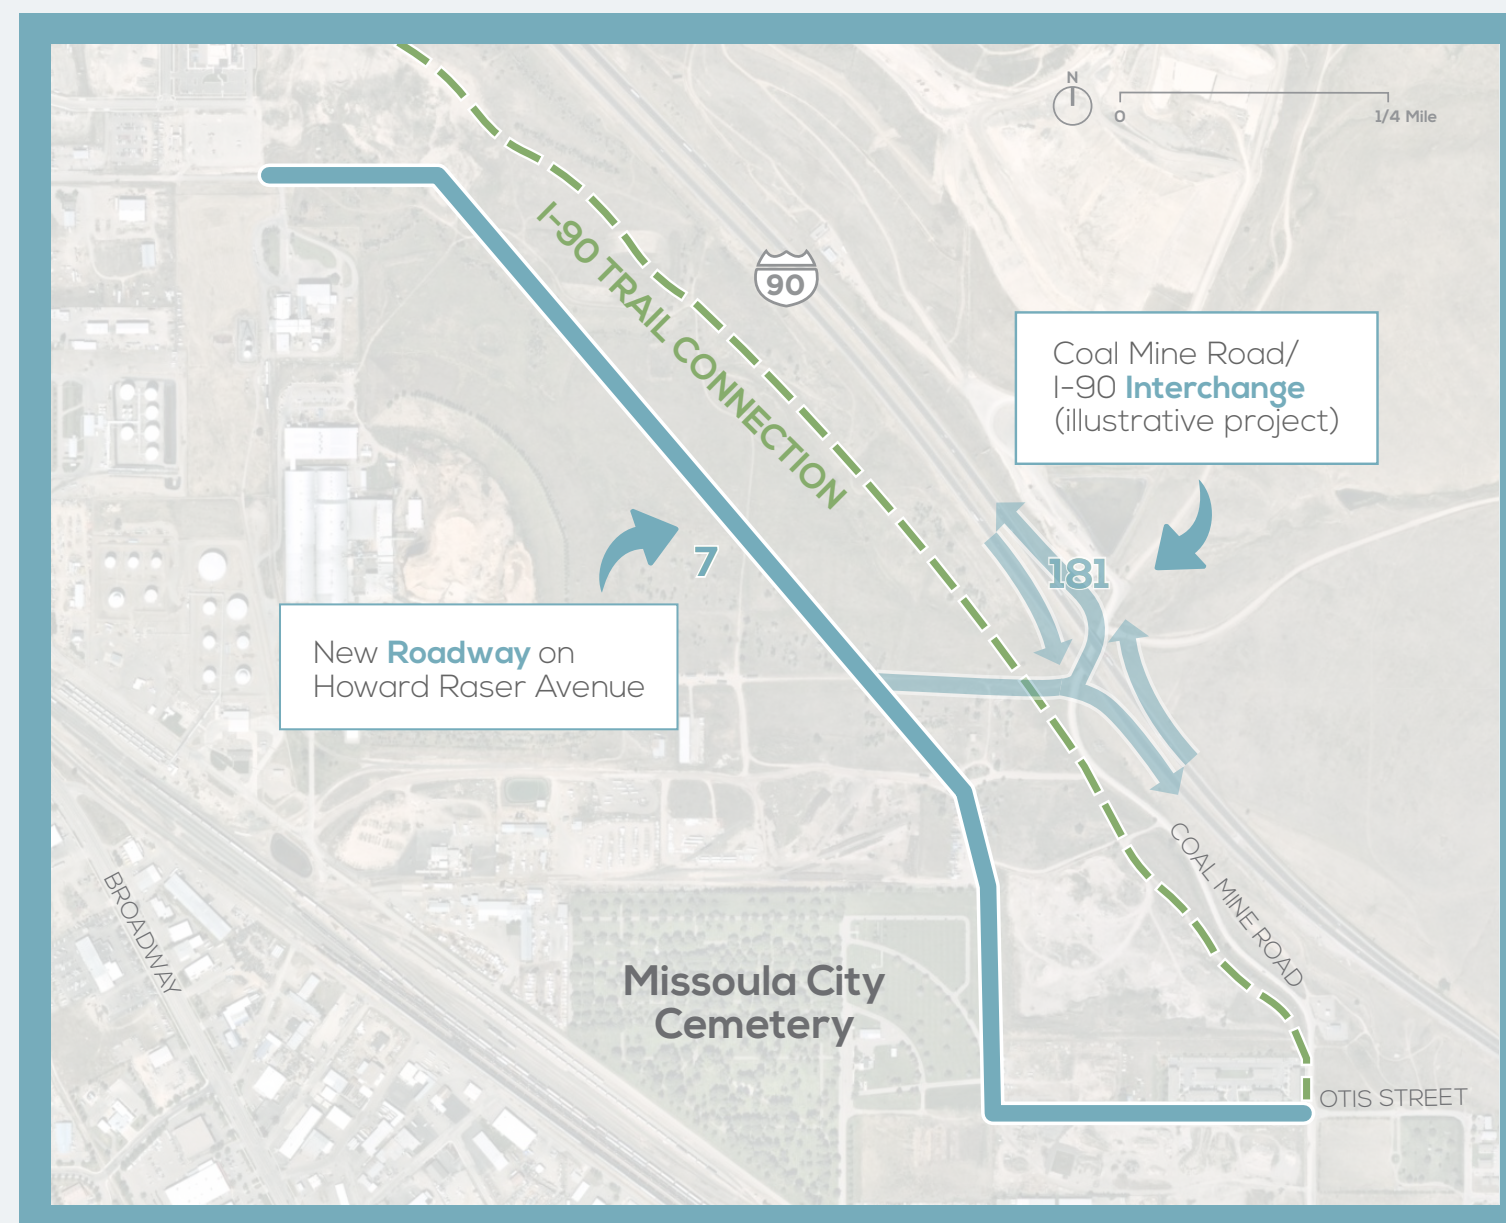 N
0
1/4 Mile
I-90 TRAIL CONNECTION
90
Coal Mine Road/
I-90 Interchange
(illustrative project)
7
181
New Roadway on
Howard Raser Avenue
COAL MINE ROAD
BROADWAY
Missoula City
Cemetery
OTIS STREET